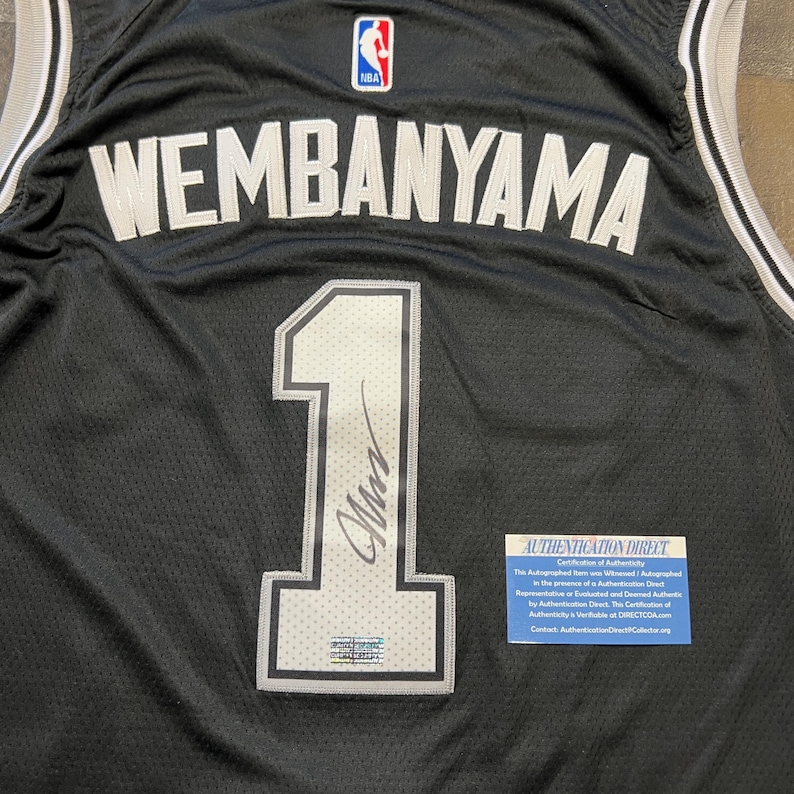 NBA
WEMBANYAMA
1
AUTHENTICATION DIRECT
Certification of Authenticity
This Autographed Item was Witnessed / Autographed
in the presence of a Authentication Direct
Representative or Evaluated and Deemed Authentic
by Authentication Direct. This Certification of
Authenticity is Verifiable at DIRECTCOA.com
Contact: AuthenticationDirect@Collector.org